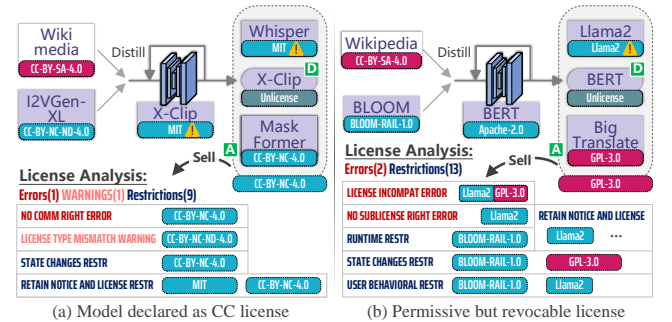 Wiki
media
CC-BY-SA-4.0
Distill
Whisper
MIT
D
X-Clip
Unlicense
I2VGen-
XL
CC-BY-NC-ND-4.0
X-Clip
MIT
Mask
Former
CC-BY-NC-4.0
A
Sell
CC-BY-NC-4.0
License Analysis:
Errors(1) WARNINGS(1) Restrictions(9)
NO COMM RIGHT ERROR CC-BY-NC-4.0
LICENSE TYPE MISMATCH WARNING CC-BY-NC-ND-4.0
STATE CHANGES RESTR CC-BY-NC-4.0
RETAIN NOTICE AND LICENSE RESTR MIT CC-BY-NC-4.0
(a) Model declared as CC license
Wikipedia
CC-BY-SA-4.0
Distill
Llama2
Llama2
D
BERT
Unlicense
BLOOM
BLOOM-RAIL-1.0
BERT
Apache-2.0
Big
Translate
GPL-3.0
A
Sell
GPL-3.0
License Analysis:
Errors(2) Restrictions(13)
LICENSE INCOMPAT ERROR Llama2 GPL-3.0
NO SUBLICENSE RIGHT ERROR Llama2 RETAIN NOTICE AND LICENSE
RUNTIME RESTR BLOOM-RAIL-1.0 Llama2 ...
STATE CHANGES RESTR BLOOM-RAIL-1.0 GPL-3.0
USER BEHAVIORAL RESTR BLOOM-RAIL-1.0 Llama2
(b) Permissive but revocable license